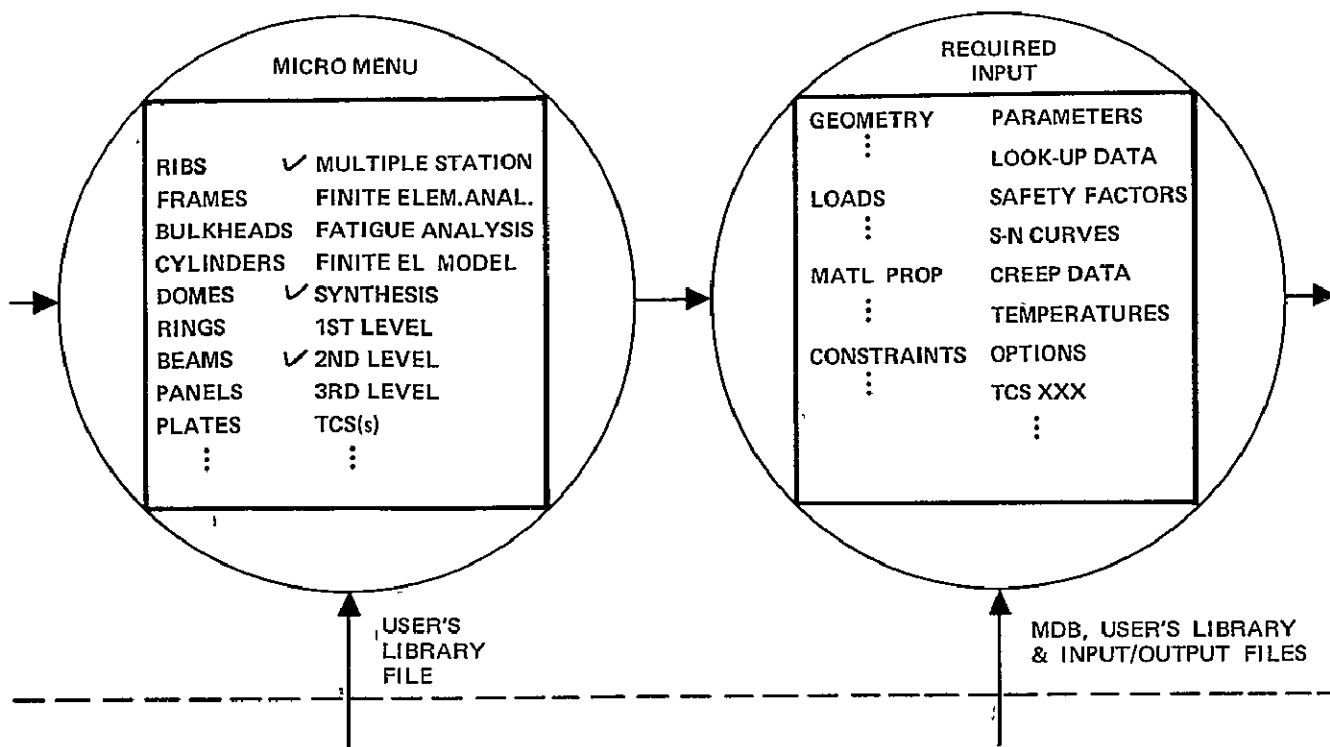 MICRO MENU
RIBS ✓ MULTIPLE STATION
FRAMES FINITE ELEM.ANAL.
BULKHEADS FATIGUE ANALYSIS
CYLINDERS FINITE EL MODEL
DOMES ✓ SYNTHESIS
RINGS 1ST LEVEL
BEAMS ✓ 2ND LEVEL
PANELS 3RD LEVEL
PLATES TCS(s)
USER'S
LIBRARY
FILE
REQUIRED
INPUT
GEOMETRY PARAMETERS
LOOK-UP DATA
LOADS SAFETY FACTORS
S-N CURVES
MATL PROP CREEP DATA
TEMPERATURES
CONSTRAINTS OPTIONS
TCS XXX
MDB, USER'S LIBRARY
& INPUT/OUTPUT FILES